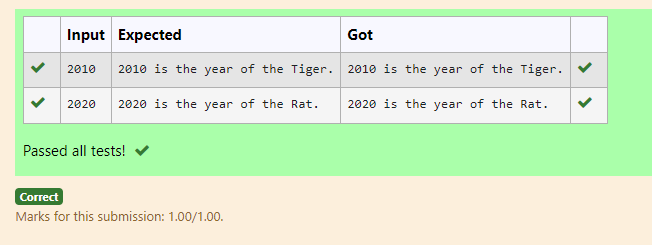 Input Expected Got
2010 2010 is the year of the Tiger. 2010 is the year of the Tiger.
2020 2020 is the year of the Rat. 2020 is the year of the Rat.
Passed all tests!
Correct
Marks for this submission: 1.00/1.00.